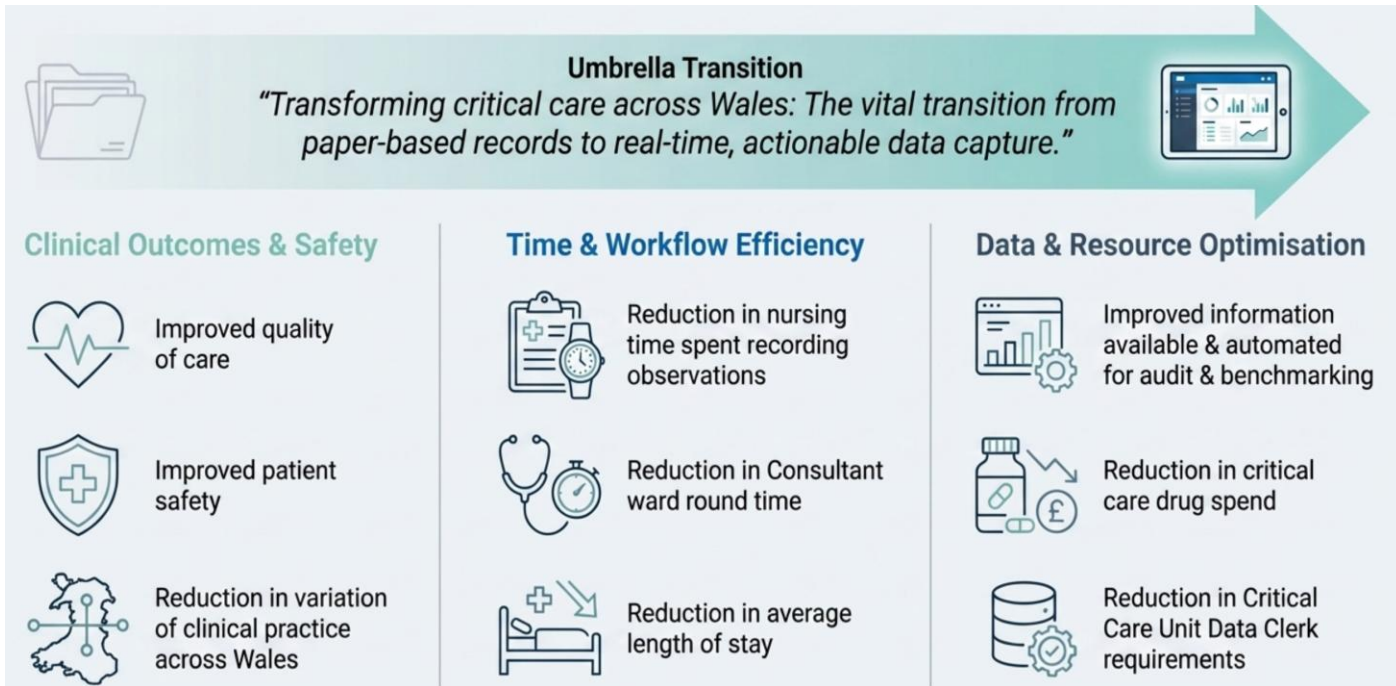 Umbrella Transition
“Transforming critical care across Wales: The vital transition from
paper-based records to real-time, actionable data capture.”
Clinical Outcomes & Safety
Improved quality
of care
Improved patient
safety
Reduction in variation
of clinical practice
across Wales
Time & Workflow Efficiency
Reduction in nursing
time spent recording
observations
Reduction in Consultant
ward round time
Reduction in average
length of stay
Data & Resource Optimisation
Improved information
available & automated
for audit & benchmarking
£
Reduction in critical
care drug spend
Reduction in Critical
Care Unit Data Clerk
requirements